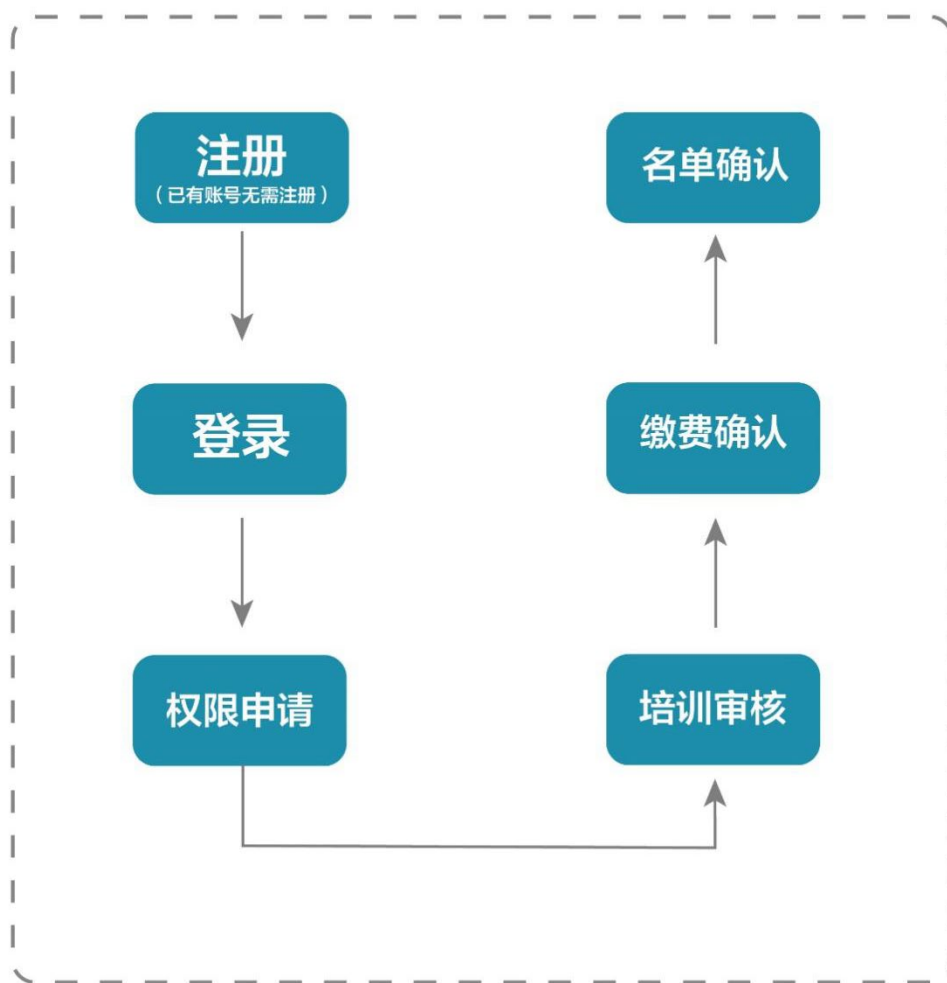 注册
（已有账号无需注册）
登录
权限申请
培训审核
缴费确认
名单确认